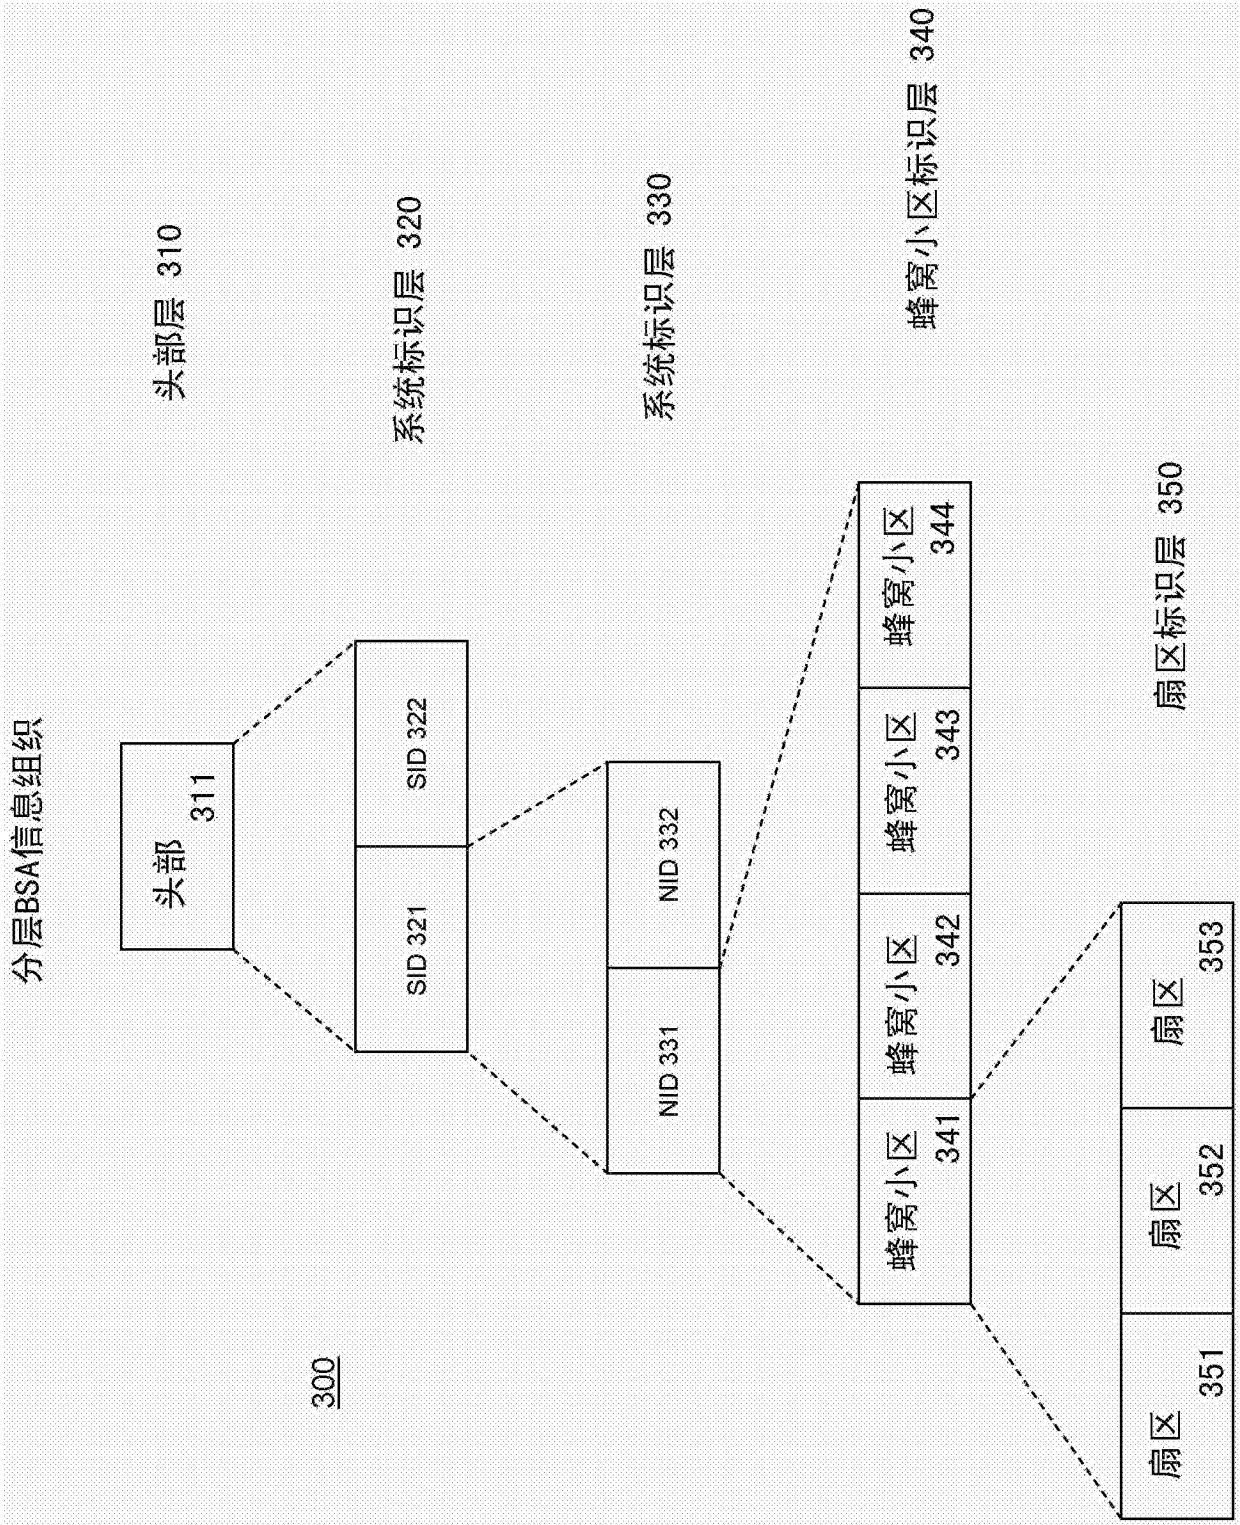 分层BSA信息组织
头部
311
头部层 310
SID 321
SID 322
系统标识层 320
300
NID 331
NID 332
系统标识层 330
蜂窝小区
341
蜂窝小区
342
蜂窝小区
343
蜂窝小区
344
蜂窝小区标识层 340
扇区
351
扇区
352
扇区
353
扇区标识层 350